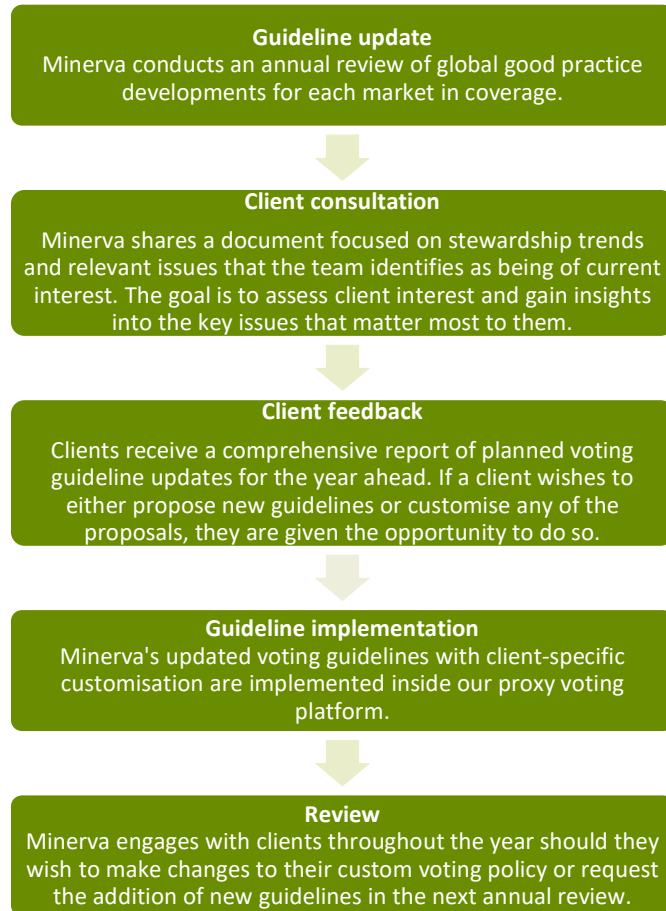 Guideline update
Minerva conducts an annual review of global good practice
developments for each market in coverage.
Client consultation
Minerva shares a document focused on stewardship trends
and relevant issues that the team identifies as being of current
interest. The goal is to assess client interest and gain insights
into the key issues that matter most to them.
Client feedback
Clients receive a comprehensive report of planned voting
guideline updates for the year ahead. If a client wishes to
either propose new guidelines or customise any of the
proposals, they are given the opportunity to do so.
Guideline implementation
Minerva's updated voting guidelines with client-specific
customisation are implemented inside our proxy voting
platform.
Review
Minerva engages with clients throughout the year should they
wish to make changes to their custom voting policy or request
the addition of new guidelines in the next annual review.